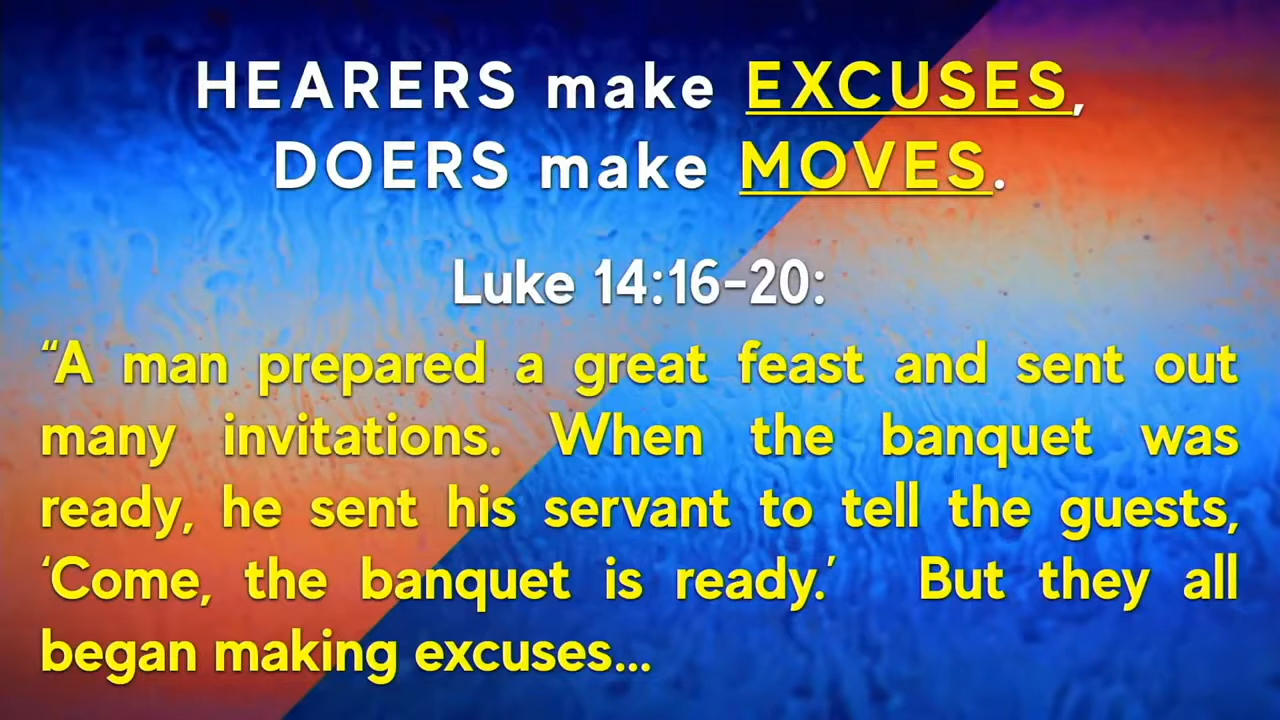 HEARERS make EXCUSES,
DOERS make MOVES.
Luke 14:16-20:
“A man prepared a great feast and sent out
many invitations. When the banquet was
ready, he sent his servant to tell the guests,
‘Come, the banquet is ready.’ But they all
began making excuses...